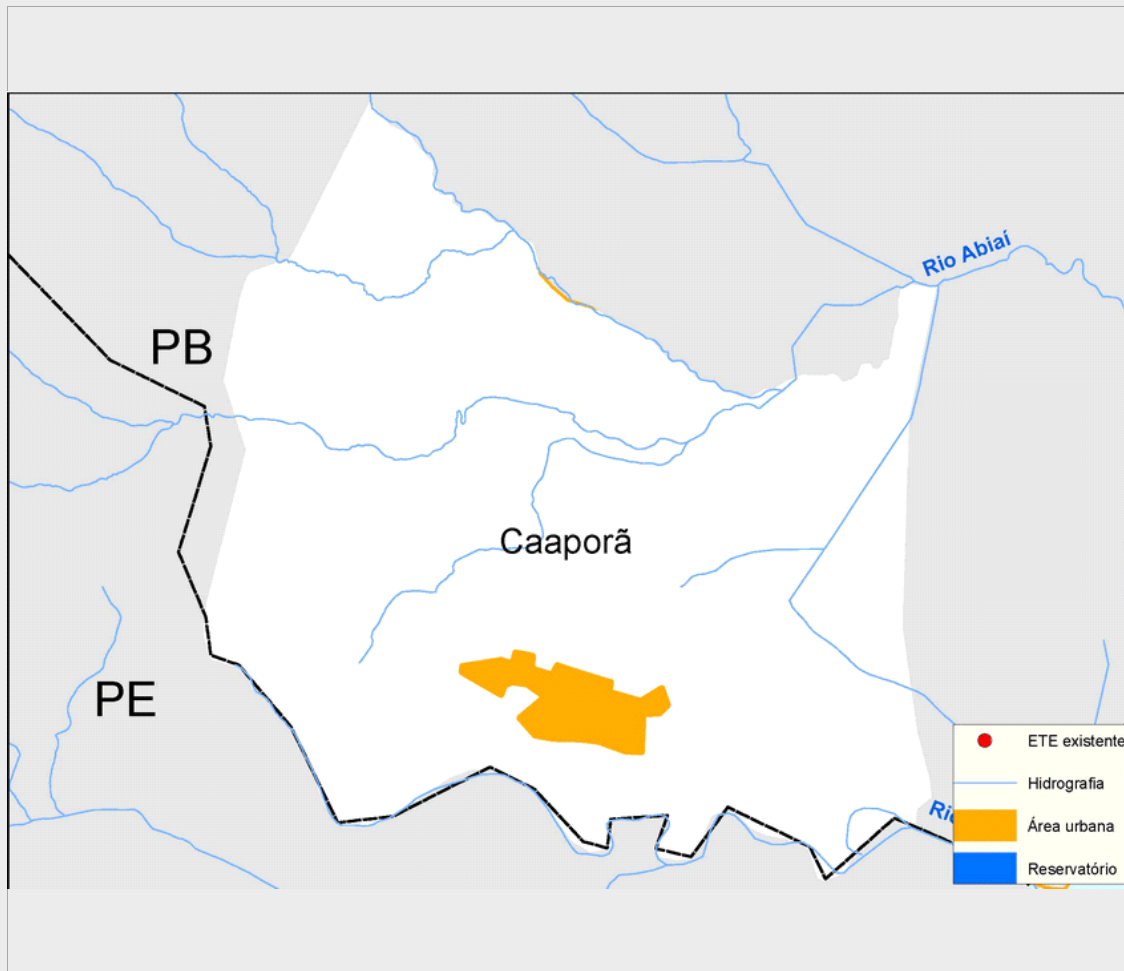 Rio Abiaí
PB
Caaporã
PE
ETE existente
Hidrografia
Área urbana
Reservatório